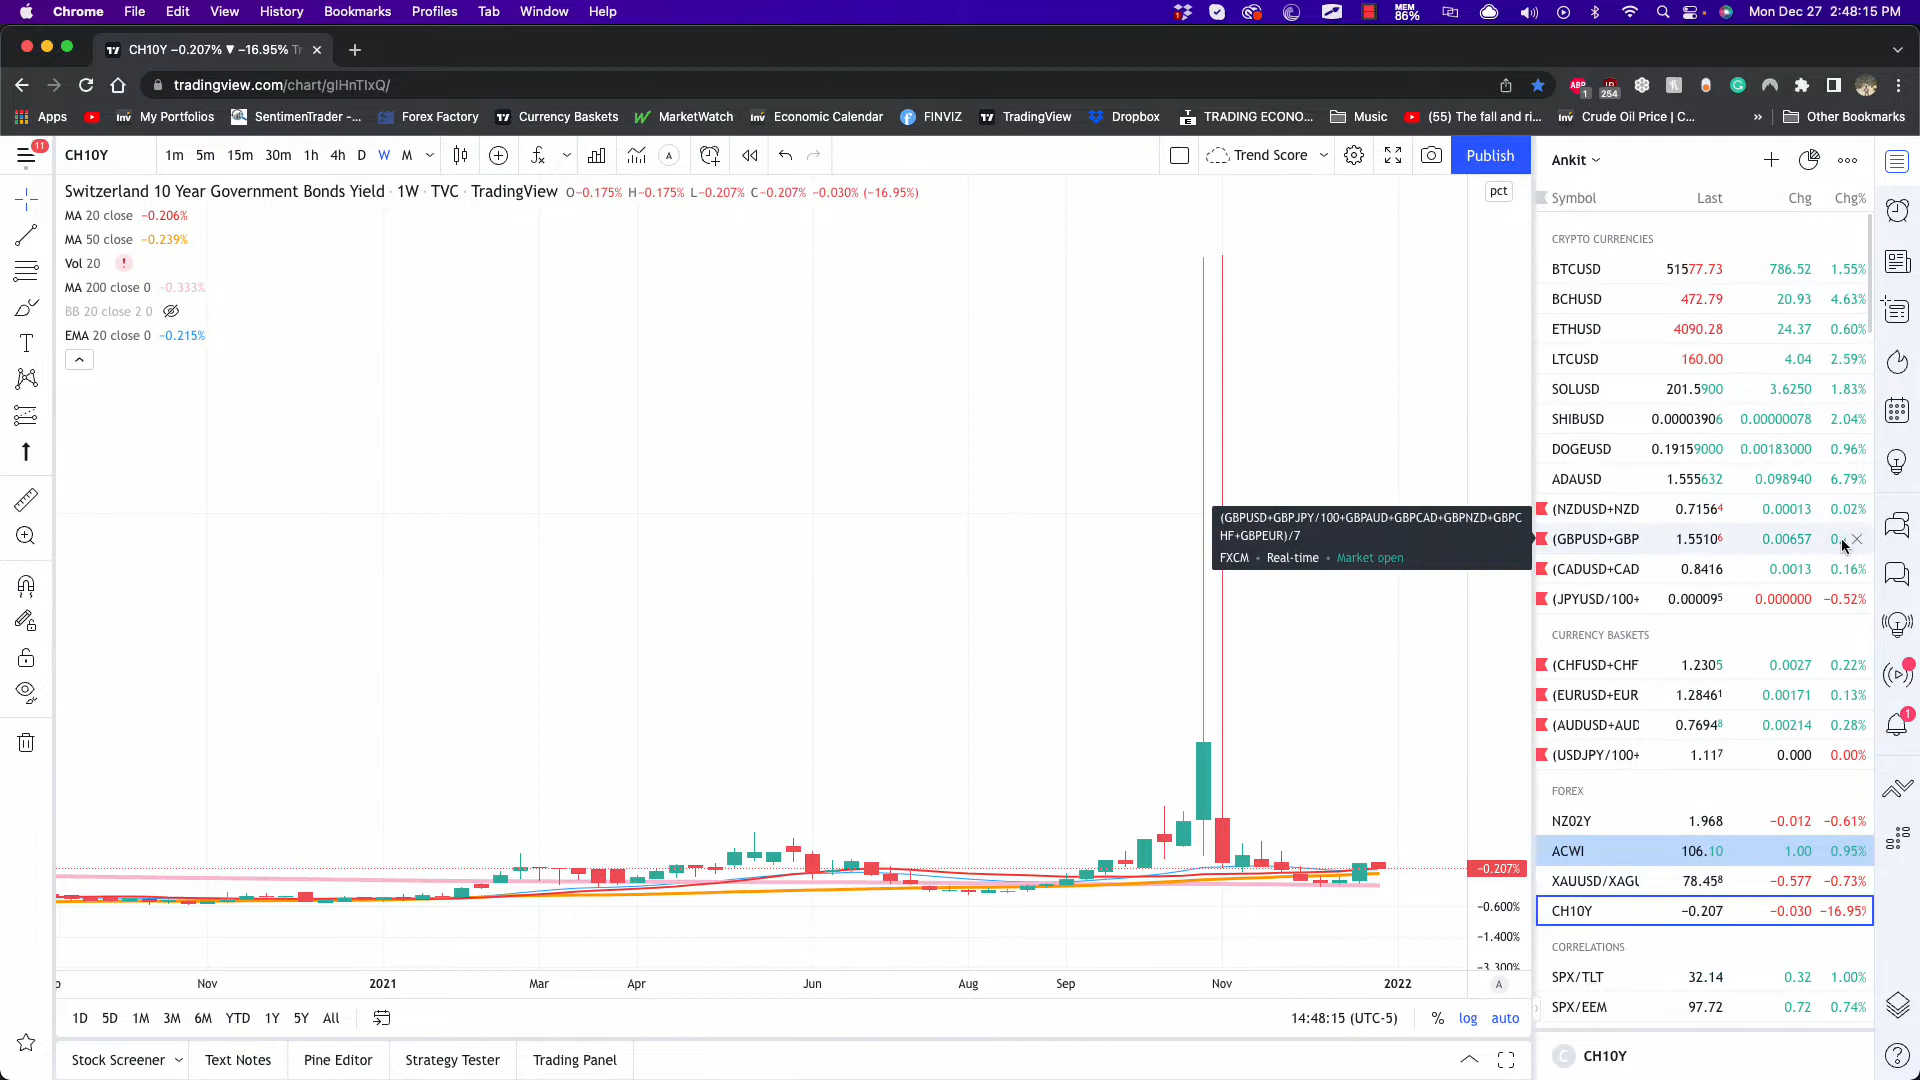 Chrome File Edit View History Bookmarks Profiles Tab Window Help
MEM 86% Mon Dec 27 2:48:15 PM
CH10Y −0.207% ▼ −16.95% Tr
tradingview.com/chart/glHnTIxQ/
1 254
Apps My Portfolios SentimenTrader -... Forex Factory Currency Baskets MarketWatch Economic Calendar FINVIZ TradingView Dropbox TRADING ECONO... Music (55) The fall and ri... Crude Oil Price | C... » Other Bookmarks
11
CH10Y 1m 5m 15m 30m 1h 4h D W M A Trend Score Publish
Switzerland 10 Year Government Bonds Yield · 1W · TVC · TradingView O−0.175% H−0.175% L−0.207% C−0.207% −0.030% (−16.95%)
pct
MA 20 close −0.206%
MA 50 close −0.239%
Vol 20 !
MA 200 close 0 −0.333%
BB 20 close 2 0
EMA 20 close 0 −0.215%
(GBPUSD+GBPJPY/100+GBPAUD+GBPCAD+GBPNZD+GBPC
HF+GBPEUR)/7
FXCM • Real-time • Market open
−0.207%
−0.600%
−1.400%
−3.300%
Nov 2021 Mar Apr Jun Aug Sep Nov 2022 A
1D 5D 1M 3M 6M YTD 1Y 5Y All 14:48:15 (UTC-5) % log auto
Stock Screener Text Notes Pine Editor Strategy Tester Trading Panel
Ankit
Symbol Last Chg Chg%
CRYPTO CURRENCIES
BTCUSD 51577.73 786.52 1.55%
BCHUSD 472.79 20.93 4.63%
ETHUSD 4090.28 24.37 0.60%
LTCUSD 160.00 4.04 2.59%
SOLUSD 201.5900 3.6250 1.83%
SHIBUSD 0.00003906 0.00000078 2.04%
DOGEUSD 0.19159000 0.00183000 0.96%
ADAUSD 1.555632 0.098940 6.79%
(NZDUSD+NZD 0.71564 0.00013 0.02%
(GBPUSD+GBP 1.55106 0.00657 0.
(CADUSD+CAD 0.8416 0.0013 0.16%
(JPYUSD/100+ 0.000095 0.000000 −0.52%
CURRENCY BASKETS
(CHFUSD+CHF 1.2305 0.0027 0.22%
(EURUSD+EUR 1.28461 0.00171 0.13%
(AUDUSD+AUD 0.76948 0.00214 0.28%
(USDJPY/100+ 1.117 0.000 0.00%
FOREX
NZ02Y 1.968 −0.012 −0.61%
ACWI 106.10 1.00 0.95%
XAUUSD/XAGU 78.458 −0.577 −0.73%
CH10Y −0.207 −0.030 −16.95%
CORRELATIONS
SPX/TLT 32.14 0.32 1.00%
SPX/EEM 97.72 0.72 0.74%
C CH10Y
1